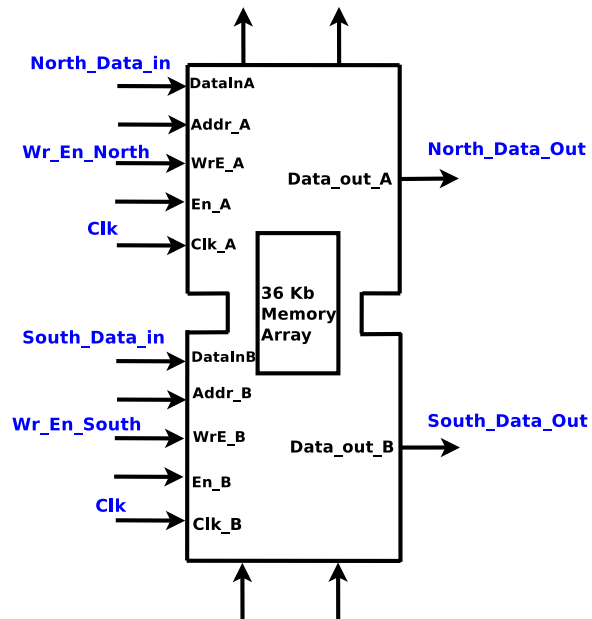 North_Data_in
DataInA
Addr_A
Wr_En_North
WrE_A
North_Data_Out
Data_out_A
En_A
Clk
Clk_A
36 Kb
Memory
Array
South_Data_in
DataInB
Addr_B
Wr_En_South
WrE_B
South_Data_Out
Data_out_B
En_B
Clk
Clk_B